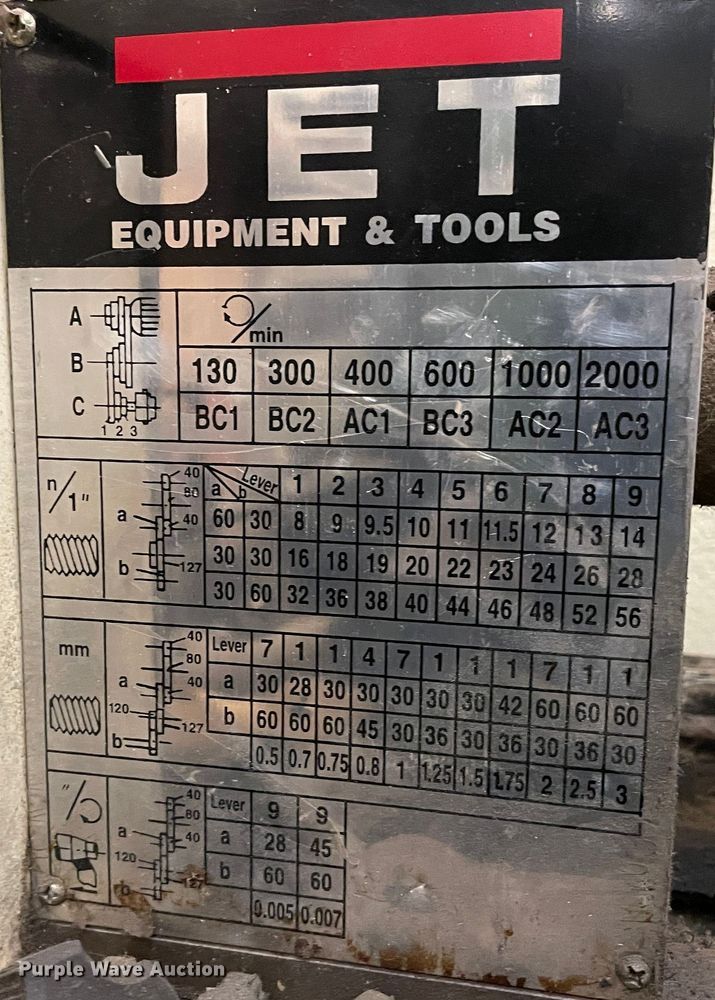 JET
EQUIPMENT & TOOLS
A
B
C
1 2 3
/min
130 300 400 600 1000 2000
BC1 BC2 AC1 BC3 AC2 AC3
n/1"
a
b
40
80
40
127
a b Lever 1 2 3 4 5 6 7 8 9
60 30 8 9 9.5 10 11 11.5 12 13 14
30 30 16 18 19 20 22 23 24 26 28
30 60 32 36 38 40 44 46 48 52 56
mm
a
120
b
40
80
40
127
Lever 7 1 1 4 7 1 1 1 7 1 1
a 30 28 30 30 30 30 30 42 60 60 60
b 60 60 60 45 30 36 30 36 30 36 30
0.5 0.7 0.75 0.8 1 1.25 1.5 1.75 2 2.5 3
"/
a
120
b
40
80
40
127
Lever 9 9
a 28 45
b 60 60
0.005 0.007
Purple Wave Auction